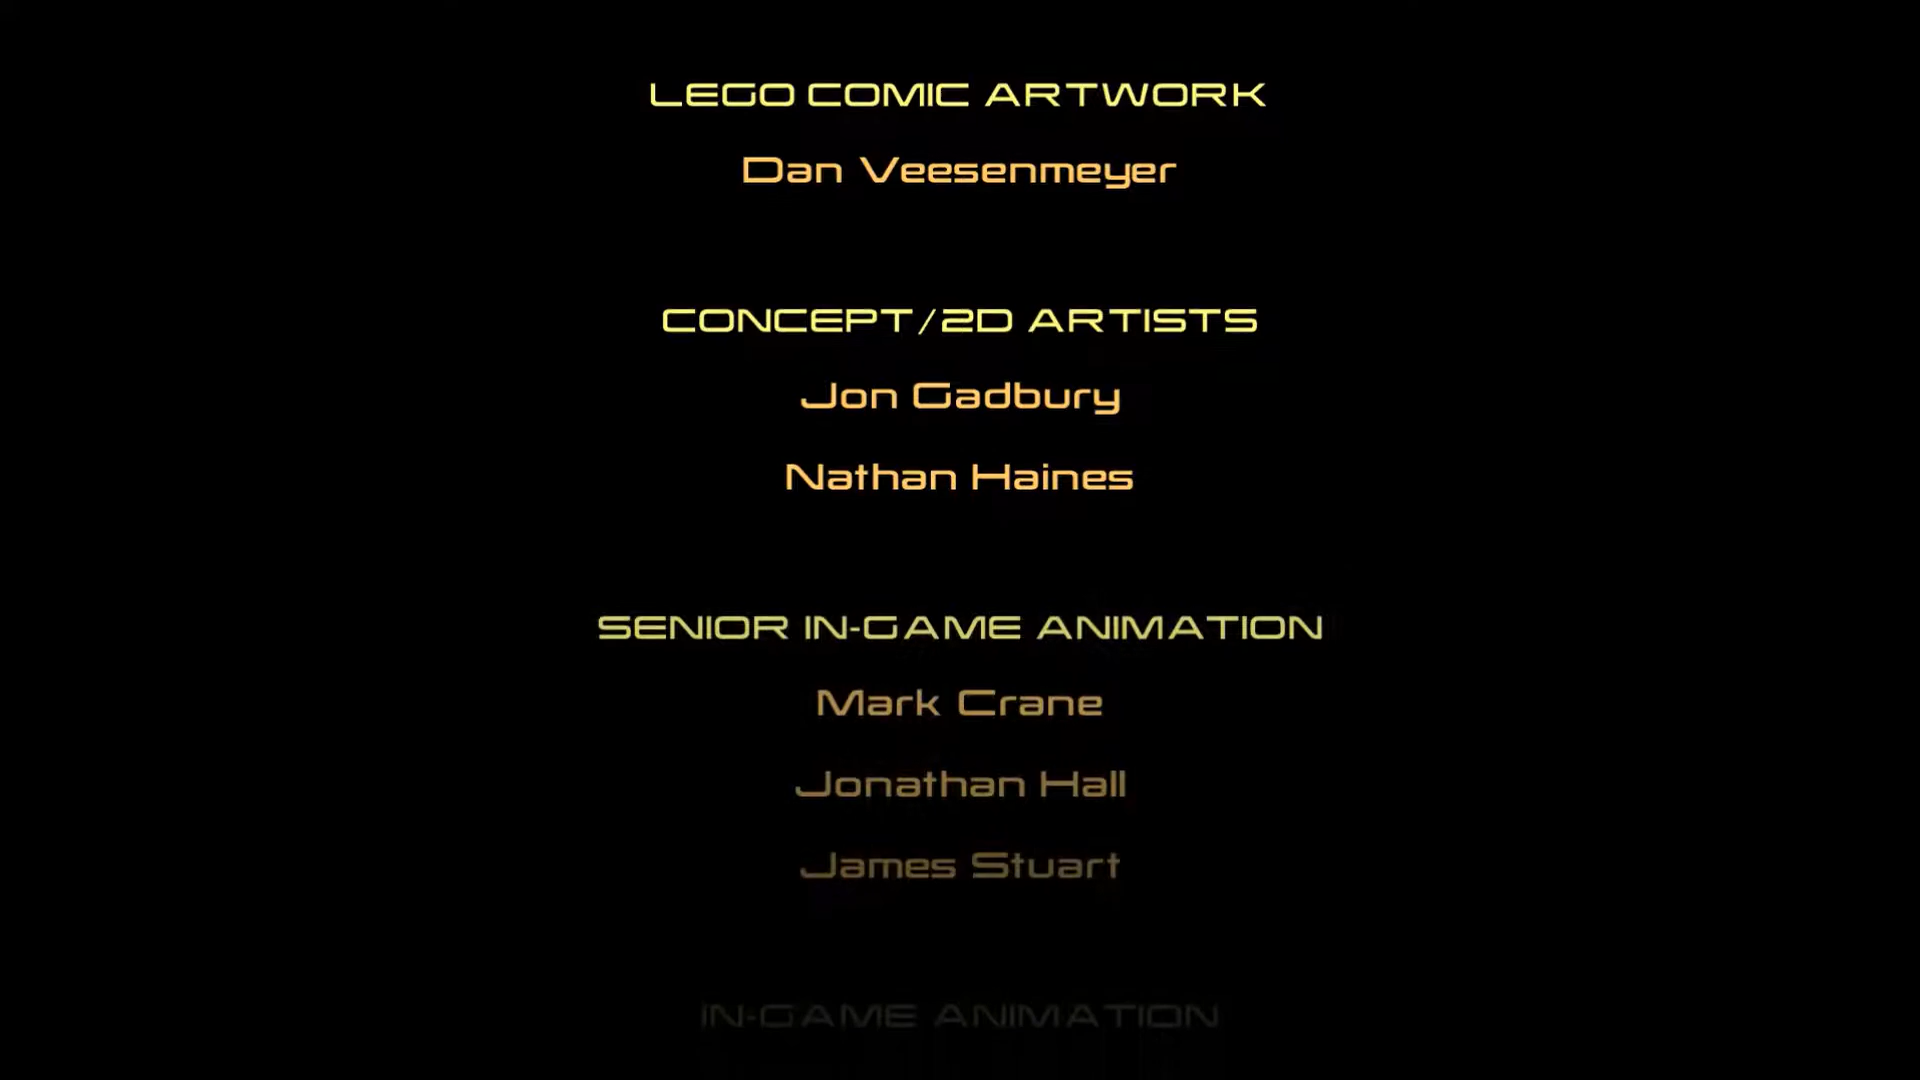 LEGO COMIC ARTWORK
Dan Veesenmeyer
CONCEPT/2D ARTISTS
Jon Gadbury
Nathan Haines
SENIOR IN-GAME ANIMATION
Mark Crane
Jonathan Hall
James Stuart
IN-GAME ANIMATION